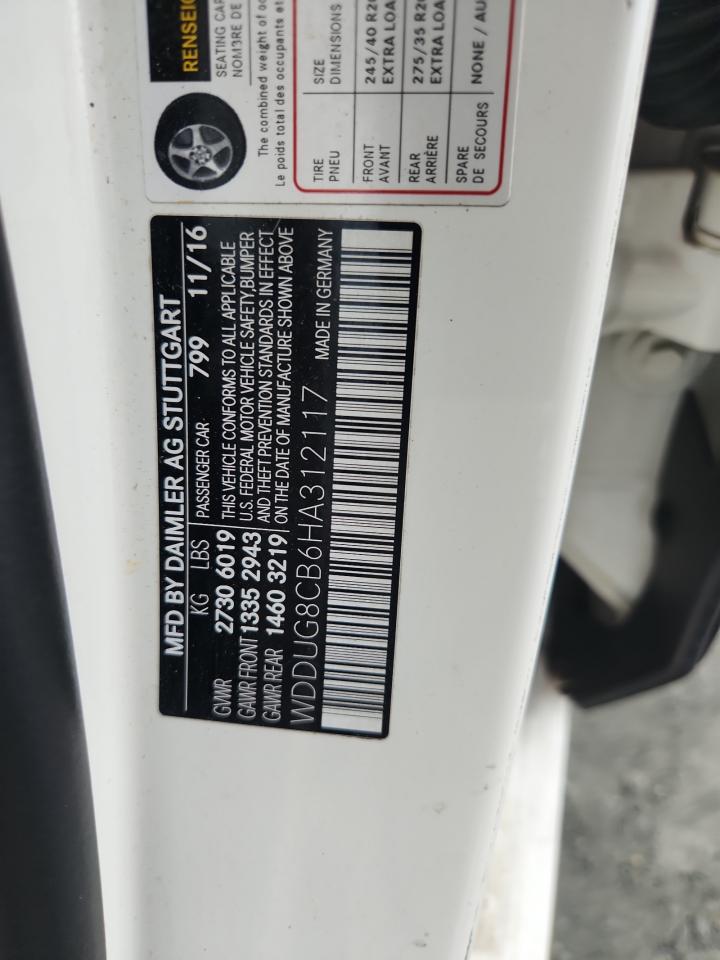 MFD BY DAIMLER AG STUTTGART
KG LBS PASSENGER CAR 799 11/16
GVWR 2730 6019 THIS VEHICLE CONFORMS TO ALL APPLICABLE
GAWR FRONT 1335 2943 U.S. FEDERAL MOTOR VEHICLE SAFETY, BUMPER
GAWR REAR 1460 3219 AND THEFT PREVENTION STANDARDS IN EFFECT
ON THE DATE OF MANUFACTURE SHOWN ABOVE
WDDUG8CB6HA312117 MADE IN GERMANY
RENSEIG
SEATING CAP
NOMBRE DE
The combined weight of oc
Le poids total des occupants et
TIRE SIZE
PNEU DIMENSIONS
FRONT 245/40 R20
AVANT EXTRA LOA
REAR 275/35 R20
ARRIÈRE EXTRA LOA
SPARE NONE / AU
DE SECOURS